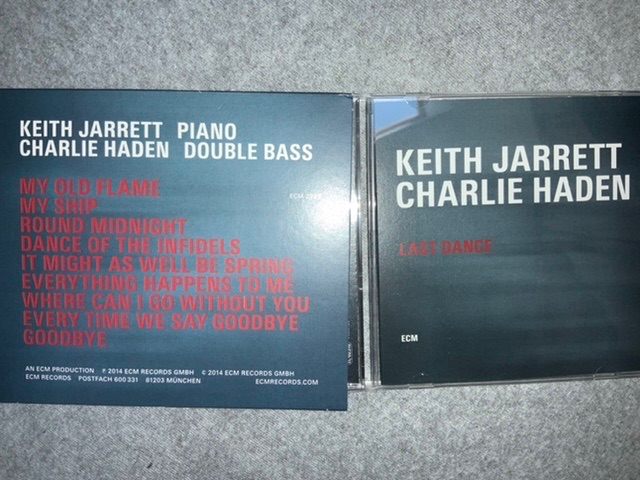 KEITH JARRETT PIANO
CHARLIE HADEN DOUBLE BASS
MY OLD FLAME
MY SHIP
ROUND MIDNIGHT
DANCE OF THE INFIDELS
IT MIGHT AS WELL BE SPRING
EVERYTHING HAPPENS TO ME
WHERE CAN I GO WITHOUT YOU
EVERY TIME WE SAY GOODBYE
GOODBYE
ECM
AN ECM PRODUCTION ℗ 2014 ECM RECORDS GMBH © 2014 ECM RECORDS GMBH
ECM RECORDS POSTFACH 600 331 81203 MÜNCHEN ECMRECORDS.COM
KEITH JARRETT
CHARLIE HADEN
LAST DANCE
ECM